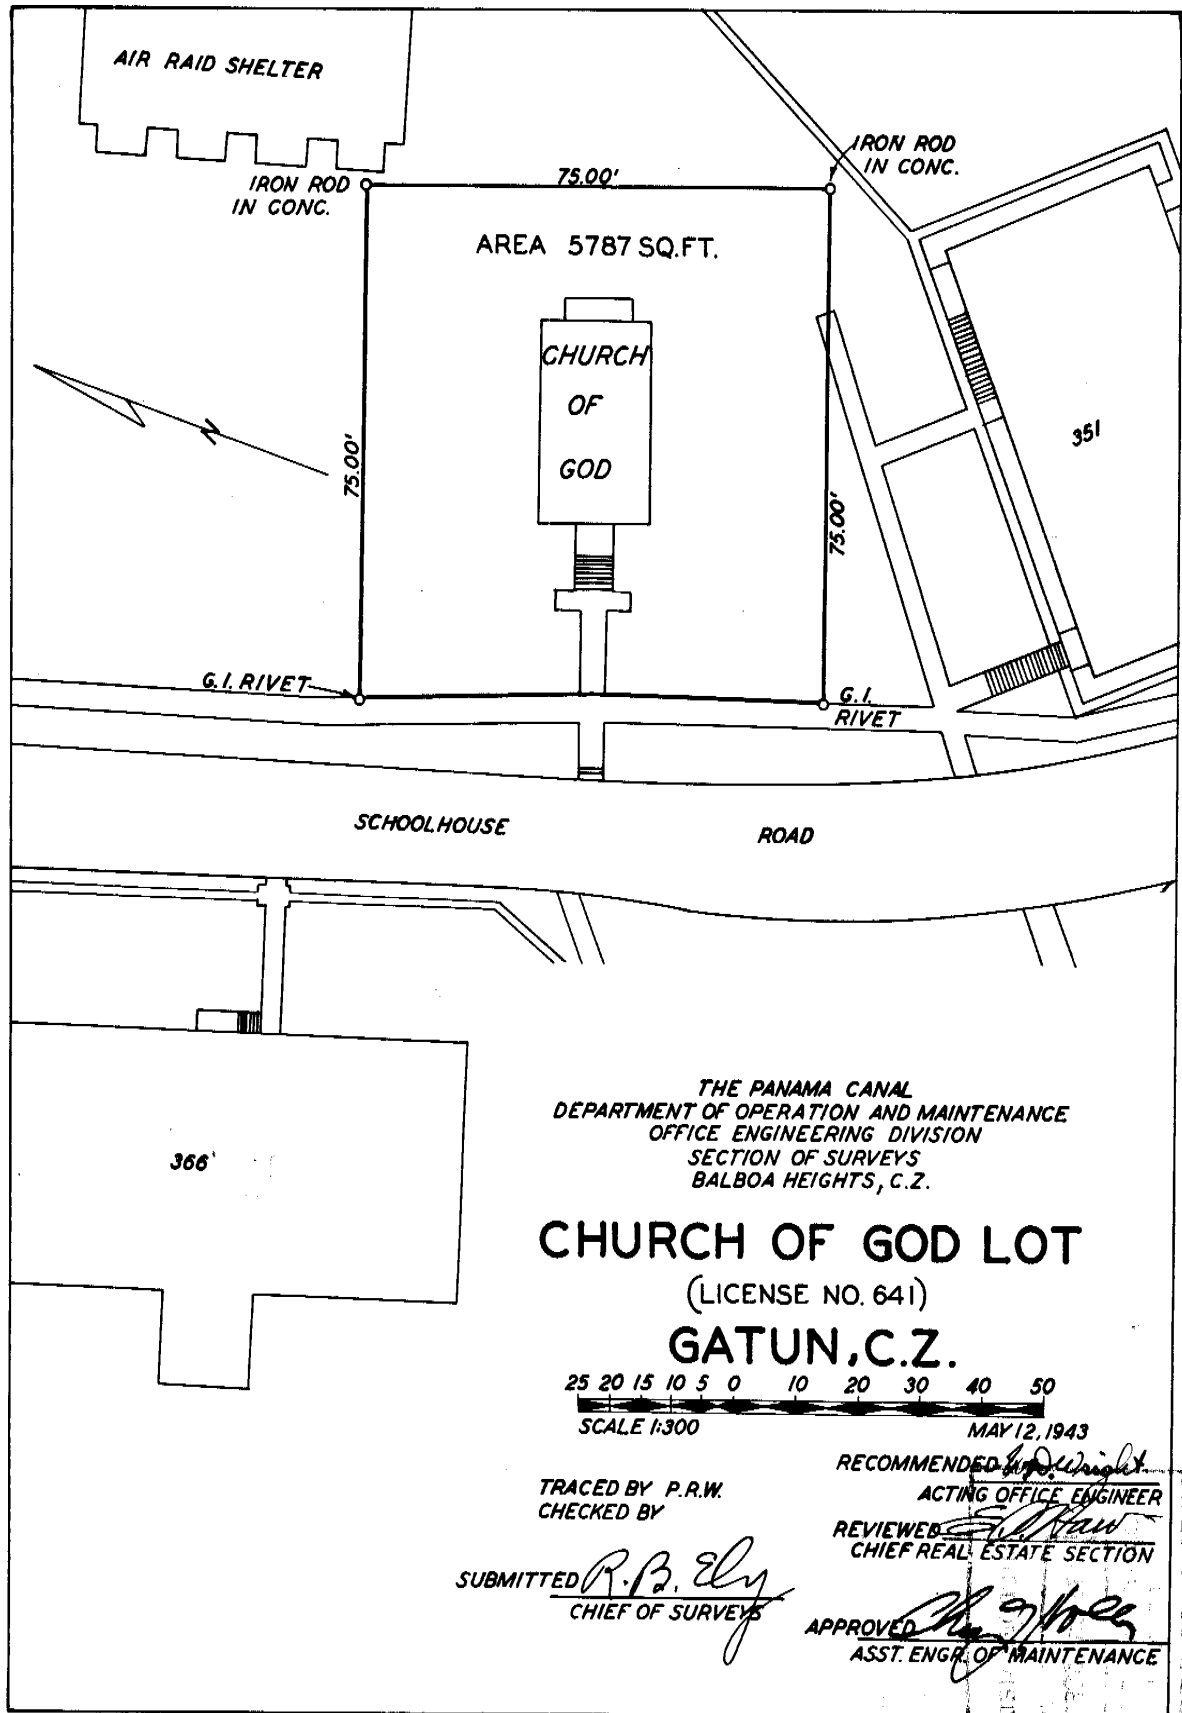 AIR RAID SHELTER
IRON ROD
IN CONC.
75.00'
IRON ROD
IN CONC.
AREA 5787 SQ.FT.
CHURCH
OF
GOD
N
75.00'
75.00'
351
G.I. RIVET
G.I.
RIVET
SCHOOLHOUSE ROAD
366
THE PANAMA CANAL
DEPARTMENT OF OPERATION AND MAINTENANCE
OFFICE ENGINEERING DIVISION
SECTION OF SURVEYS
BALBOA HEIGHTS, C.Z.
CHURCH OF GOD LOT
(LICENSE NO. 641)
GATUN, C.Z.
25 20 15 10 5 0 10 20 30 40 50
SCALE 1:300
MAY 12, 1943
RECOMMENDED Wright
ACTING OFFICE ENGINEER
TRACED BY P.R.W.
CHECKED BY
REVIEWED
CHIEF REAL ESTATE SECTION
SUBMITTED R. B. Ely
CHIEF OF SURVEYS
APPROVED
ASST. ENGR. OF MAINTENANCE